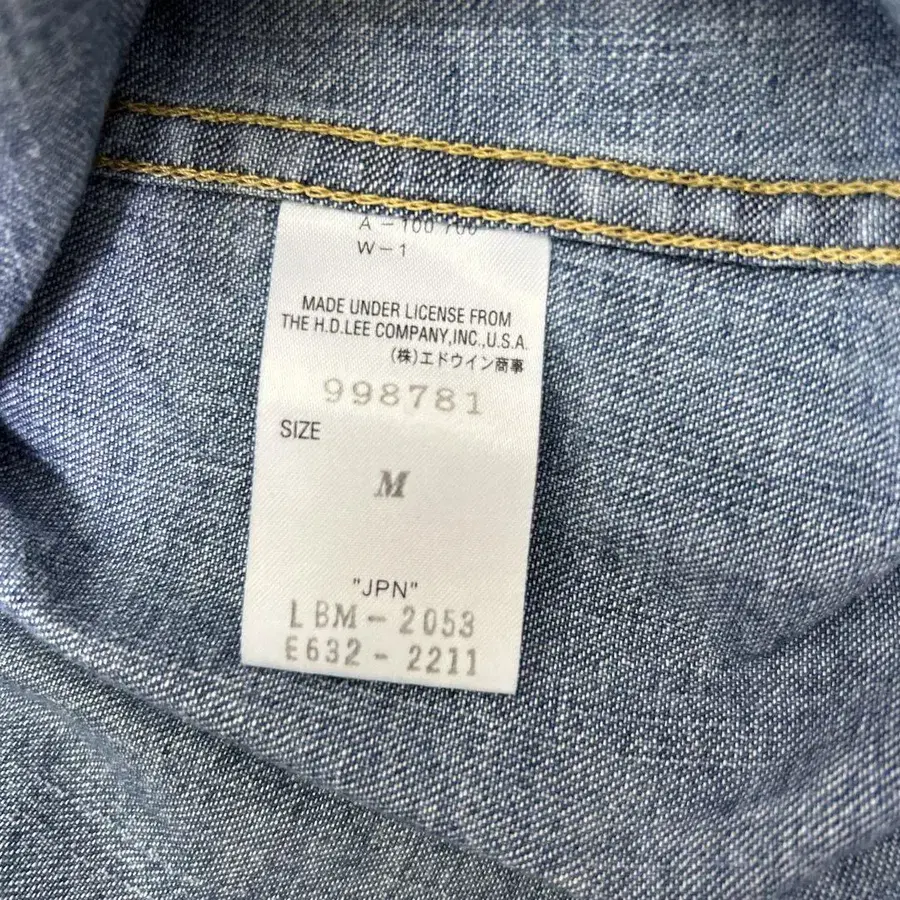 W-1
MADE UNDER LICENSE FROM
THE H.D.LEE COMPANY,INC.,U.S.A.
(株)エドウイン商事
998781
SIZE
M
"JPN"
LBM-2053
E632-2211